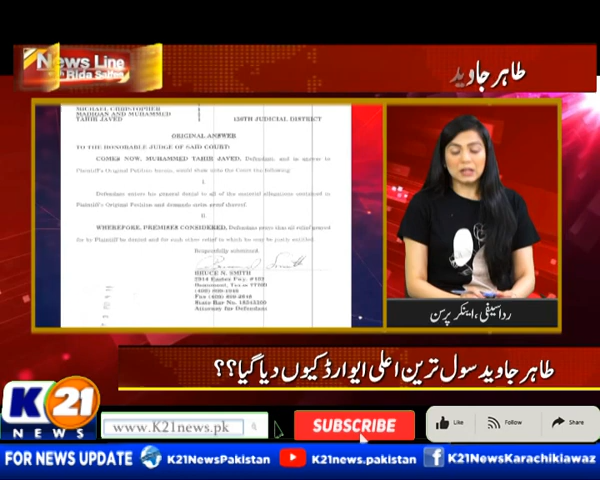 News Line
with Rida Saifee
طاہر جاوید
MICHAEL CHRISTOPHER
MADIGAN AND MUHAMMED
TAHIR JAVED
136TH JUDICIAL DISTRICT
ORIGINAL ANSWER
TO THE HONORABLE JUDGE OF SAID COURT:
COMES NOW, MUHAMMED TAHIR JAVED, Defendant, and in answer to
Plaintiff's Original Petition herein, would show unto the Court the following:
I
Defendant enters his general denial to all of the material allegations contained in
Plaintiff's Original Petition and demands strict proof thereof.
II
WHEREFORE, PREMISES CONSIDERED, Defendant prays that all relief prayed
for by Plaintiff be denied and for such other relief to which he may be justly entitled.
Respectfully submitted,
BRUCE N. SMITH
Beaumont, Texas
Fax
State Bar No.
Attorney for Defendant
ردا سیفی، اینکر پرسن
طاہر جاوید سول ترین اعلی ایوارڈ کیوں دیا گیا؟؟
K21
NEWS
www.K21news.pk
SUBSCRIBE
Like
Follow
Share
FOR NEWS UPDATE
K21NewsPakistan
K21news.pakistan
K21NewsKarachikiawaz